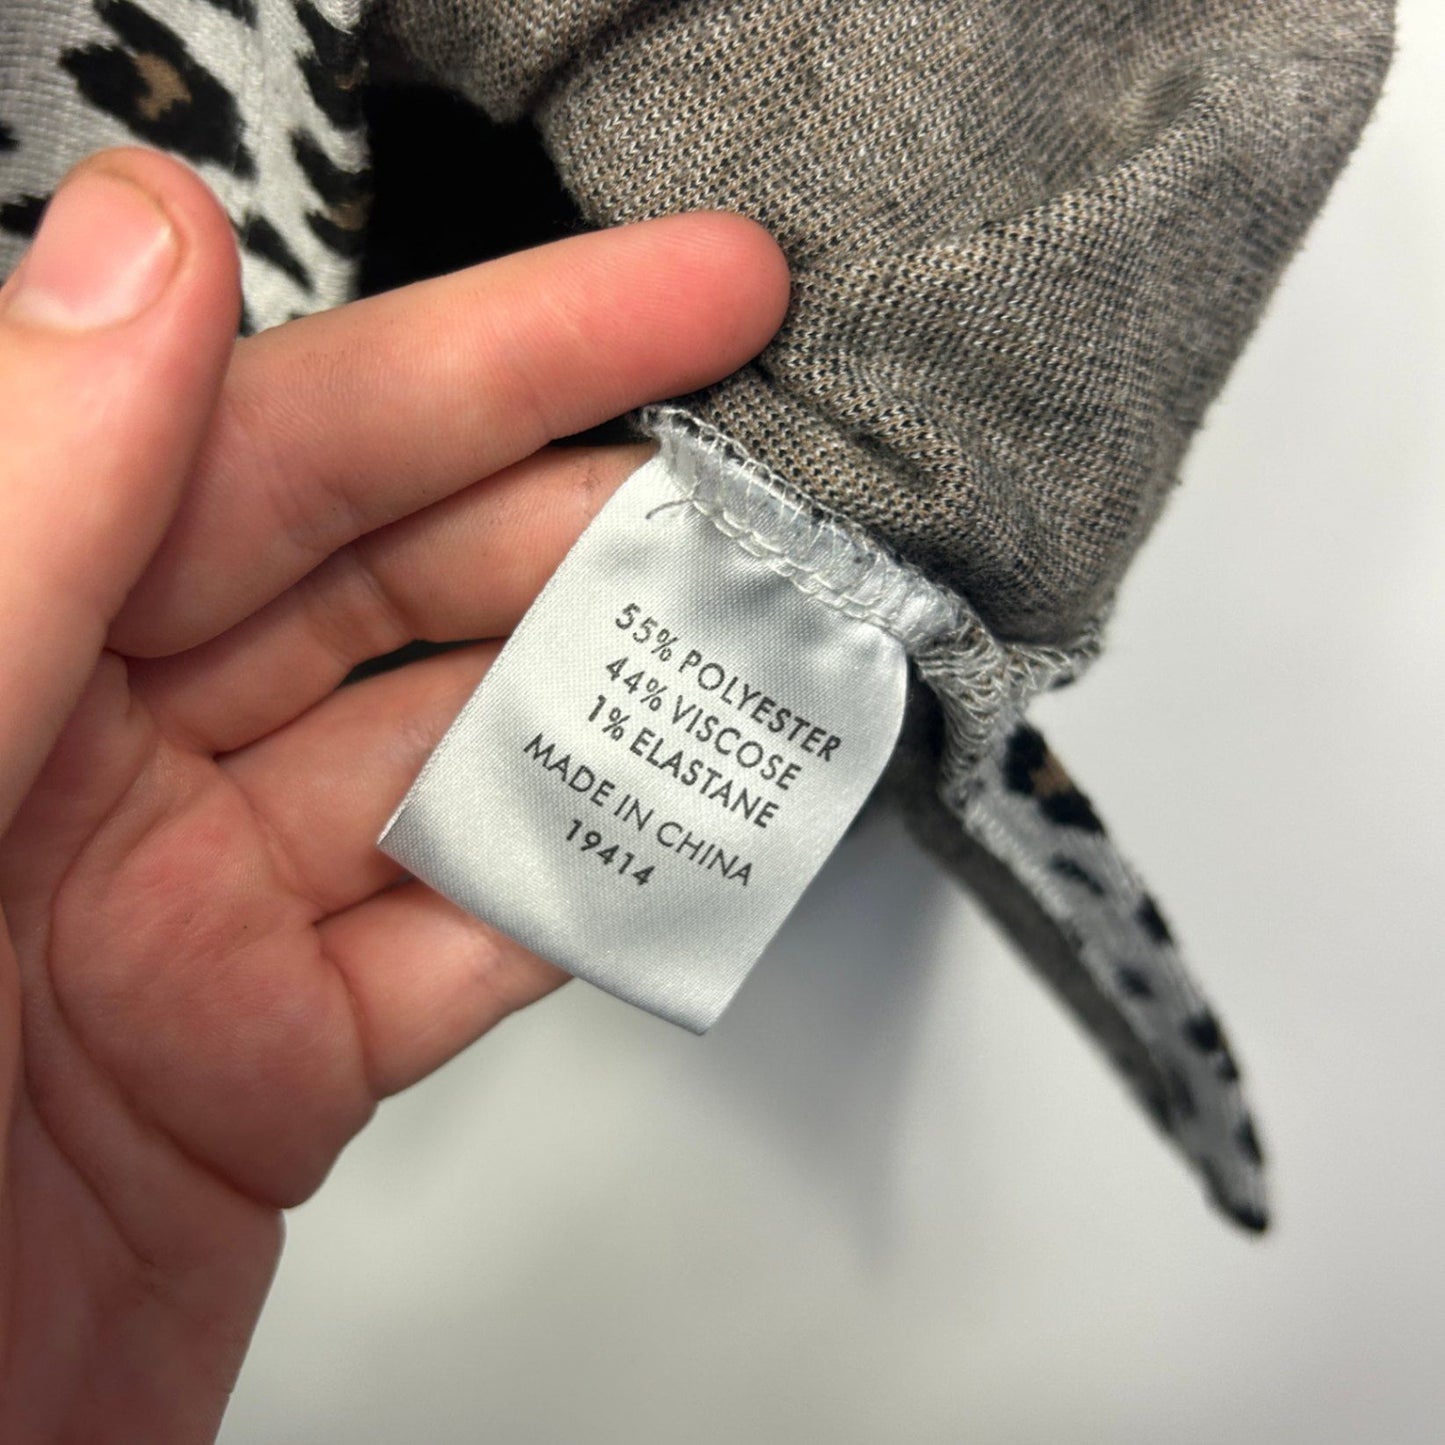 55% POLYESTER
44% VISCOSE
1% ELASTANE
MADE IN CHINA
19414